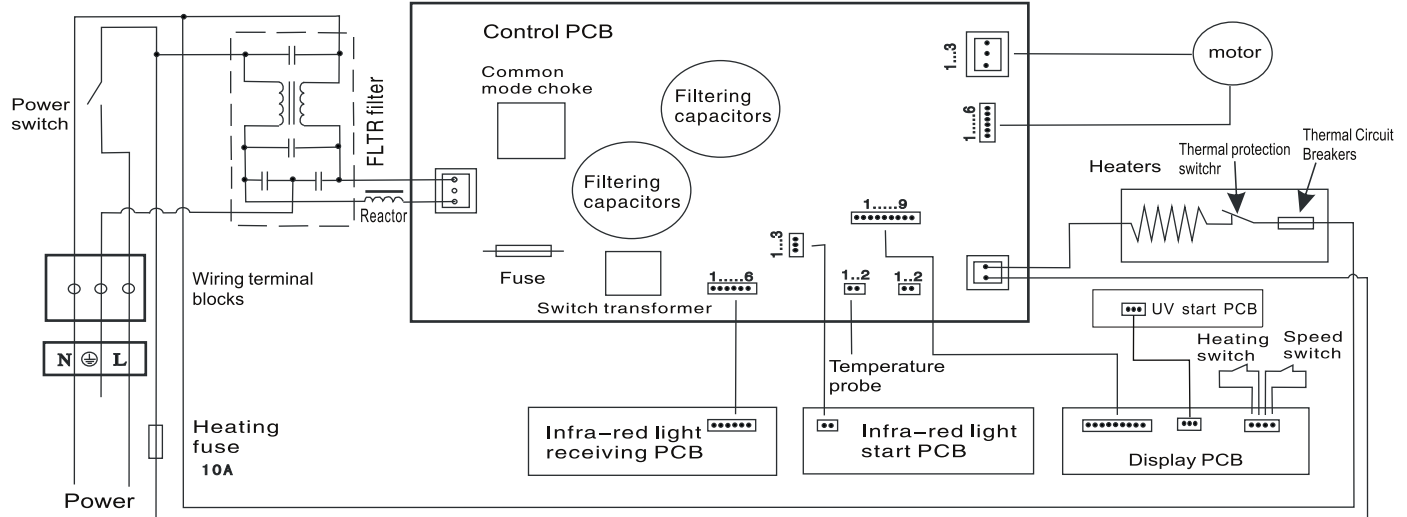 Control PCB
Common
mode choke
Filtering
capacitors
Filtering
capacitors
Fuse
Switch transformer
1...3
1....6
motor
Power
switch
FLTR filter
Reactor
Wiring terminal
blocks
N L
Heating
fuse
10A
Power
1.....9
1...3
1.....6
1..2
1..2
Temperature
probe
Heaters
Thermal protection
switchr
Thermal Circuit
Breakers
UV start PCB
Heating
switch
Speed
switch
Infra-red light
receiving PCB
Infra-red light
start PCB
Display PCB